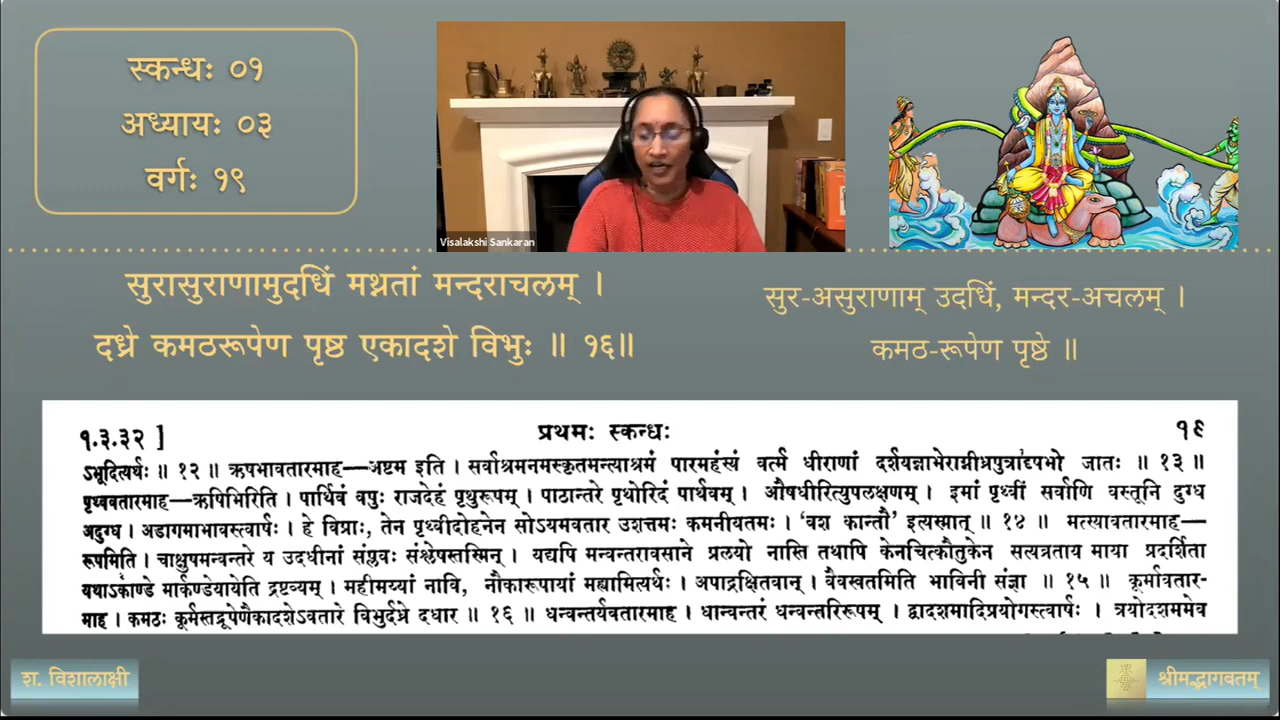 स्कन्धः ०१
अध्यायः ०३
वर्गः १९
Visalakshi Sankaran
सुरासुराणामुदधिं मथ्नतां मन्दराचलम् ।
दध्रे कमठरूपेण पृष्ठ एकादशे विभुः ॥ १६॥
सुर-असुराणाम् उदधिं, मन्दर-अचलम् ।
कमठ-रूपेण पृष्ठे ॥
१.३.३२ ]
प्रथमः स्कन्धः
१९
ऽभूदित्यर्थः ॥ १२ ॥ ऋषभावतारमाह—अष्टम इति । सर्वाश्रमनमस्कृतमन्त्याश्रमं पारमहंस्यं वर्त्म धीराणां दर्शयन्नाभेराग्नीध्रपुत्रादृषभो जातः ॥ १३ ॥
पृथ्ववतारमाह—ऋषिभिरिति । पार्थिवं वपुः राजदेहं पृथुरूपम् । पाठान्तरे पृथोरिदं पार्थवम् । औषधीरित्युपलक्षणम् । इमां पृथ्वीं सर्वाणि वस्तूनि दुग्ध
अदुग्ध । अडागमाभावस्त्वार्षः । हे विप्राः, तेन पृथ्वीदोहनेन सोऽयमवतार उशत्तमः कमनीयतमः । 'वश कान्तौ' इत्यस्मात् ॥ १४ ॥ मत्स्यावतारमाह—
रूपमिति । चाक्षुषमन्वन्तरे य उदधीनां संप्लवः संश्लेषस्तस्मिन् । यद्यपि मन्वन्तरावसाने प्रलयो नास्ति तथापि केनचित्कौतुकेन सत्यव्रताय माया प्रदर्शिता
यथाऽकाण्डे मार्कण्डेयायेति द्रष्टव्यम् । महीमय्यां नावि, नौकारूपायां मह्यामित्यर्थः । अपाद्रक्षितवान् । वैवस्वतमिति भाविनी संज्ञा ॥ १५ ॥ कूर्मावतार-
माह । कमठः कूर्मस्तद्रूपेणैकादशेऽवतारे विभुर्दध्रे दधार ॥ १६ ॥ धन्वन्तर्यवतारमाह । धान्वन्तरं धन्वन्तरिरूपम् । द्वादशमादिप्रयोगस्त्वार्षः । त्रयोदशममेव
श. विशालाक्षी
श्रीमद्भागवतम्